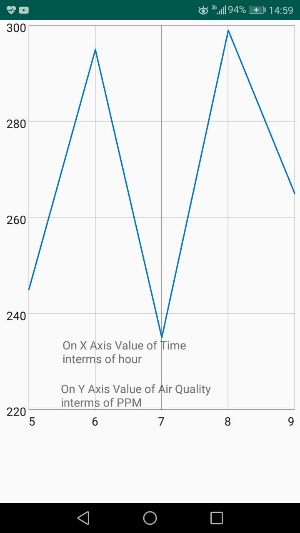 3G 94% 14:59
300
280
260
240
220
On X Axis Value of Time
interms of hour
On Y Axis Value of Air Quality
interms of PPM
5 6 7 8 9